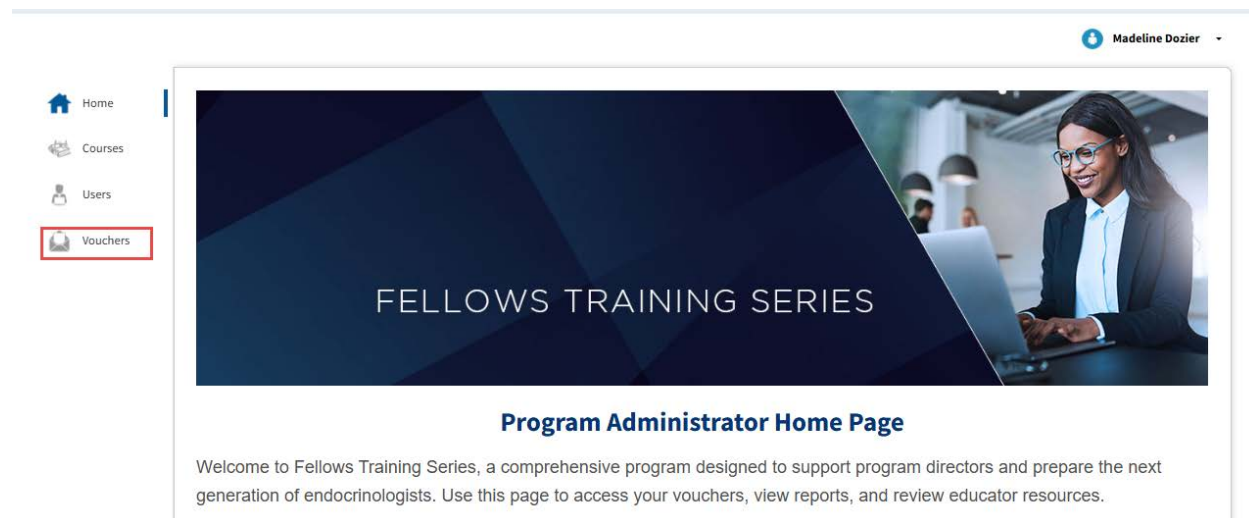 Madeline Dozier
Home
Courses
Users
Vouchers
FELLOWS TRAINING SERIES
Program Administrator Home Page
Welcome to Fellows Training Series, a comprehensive program designed to support program directors and prepare the next
generation of endocrinologists. Use this page to access your vouchers, view reports, and review educator resources.